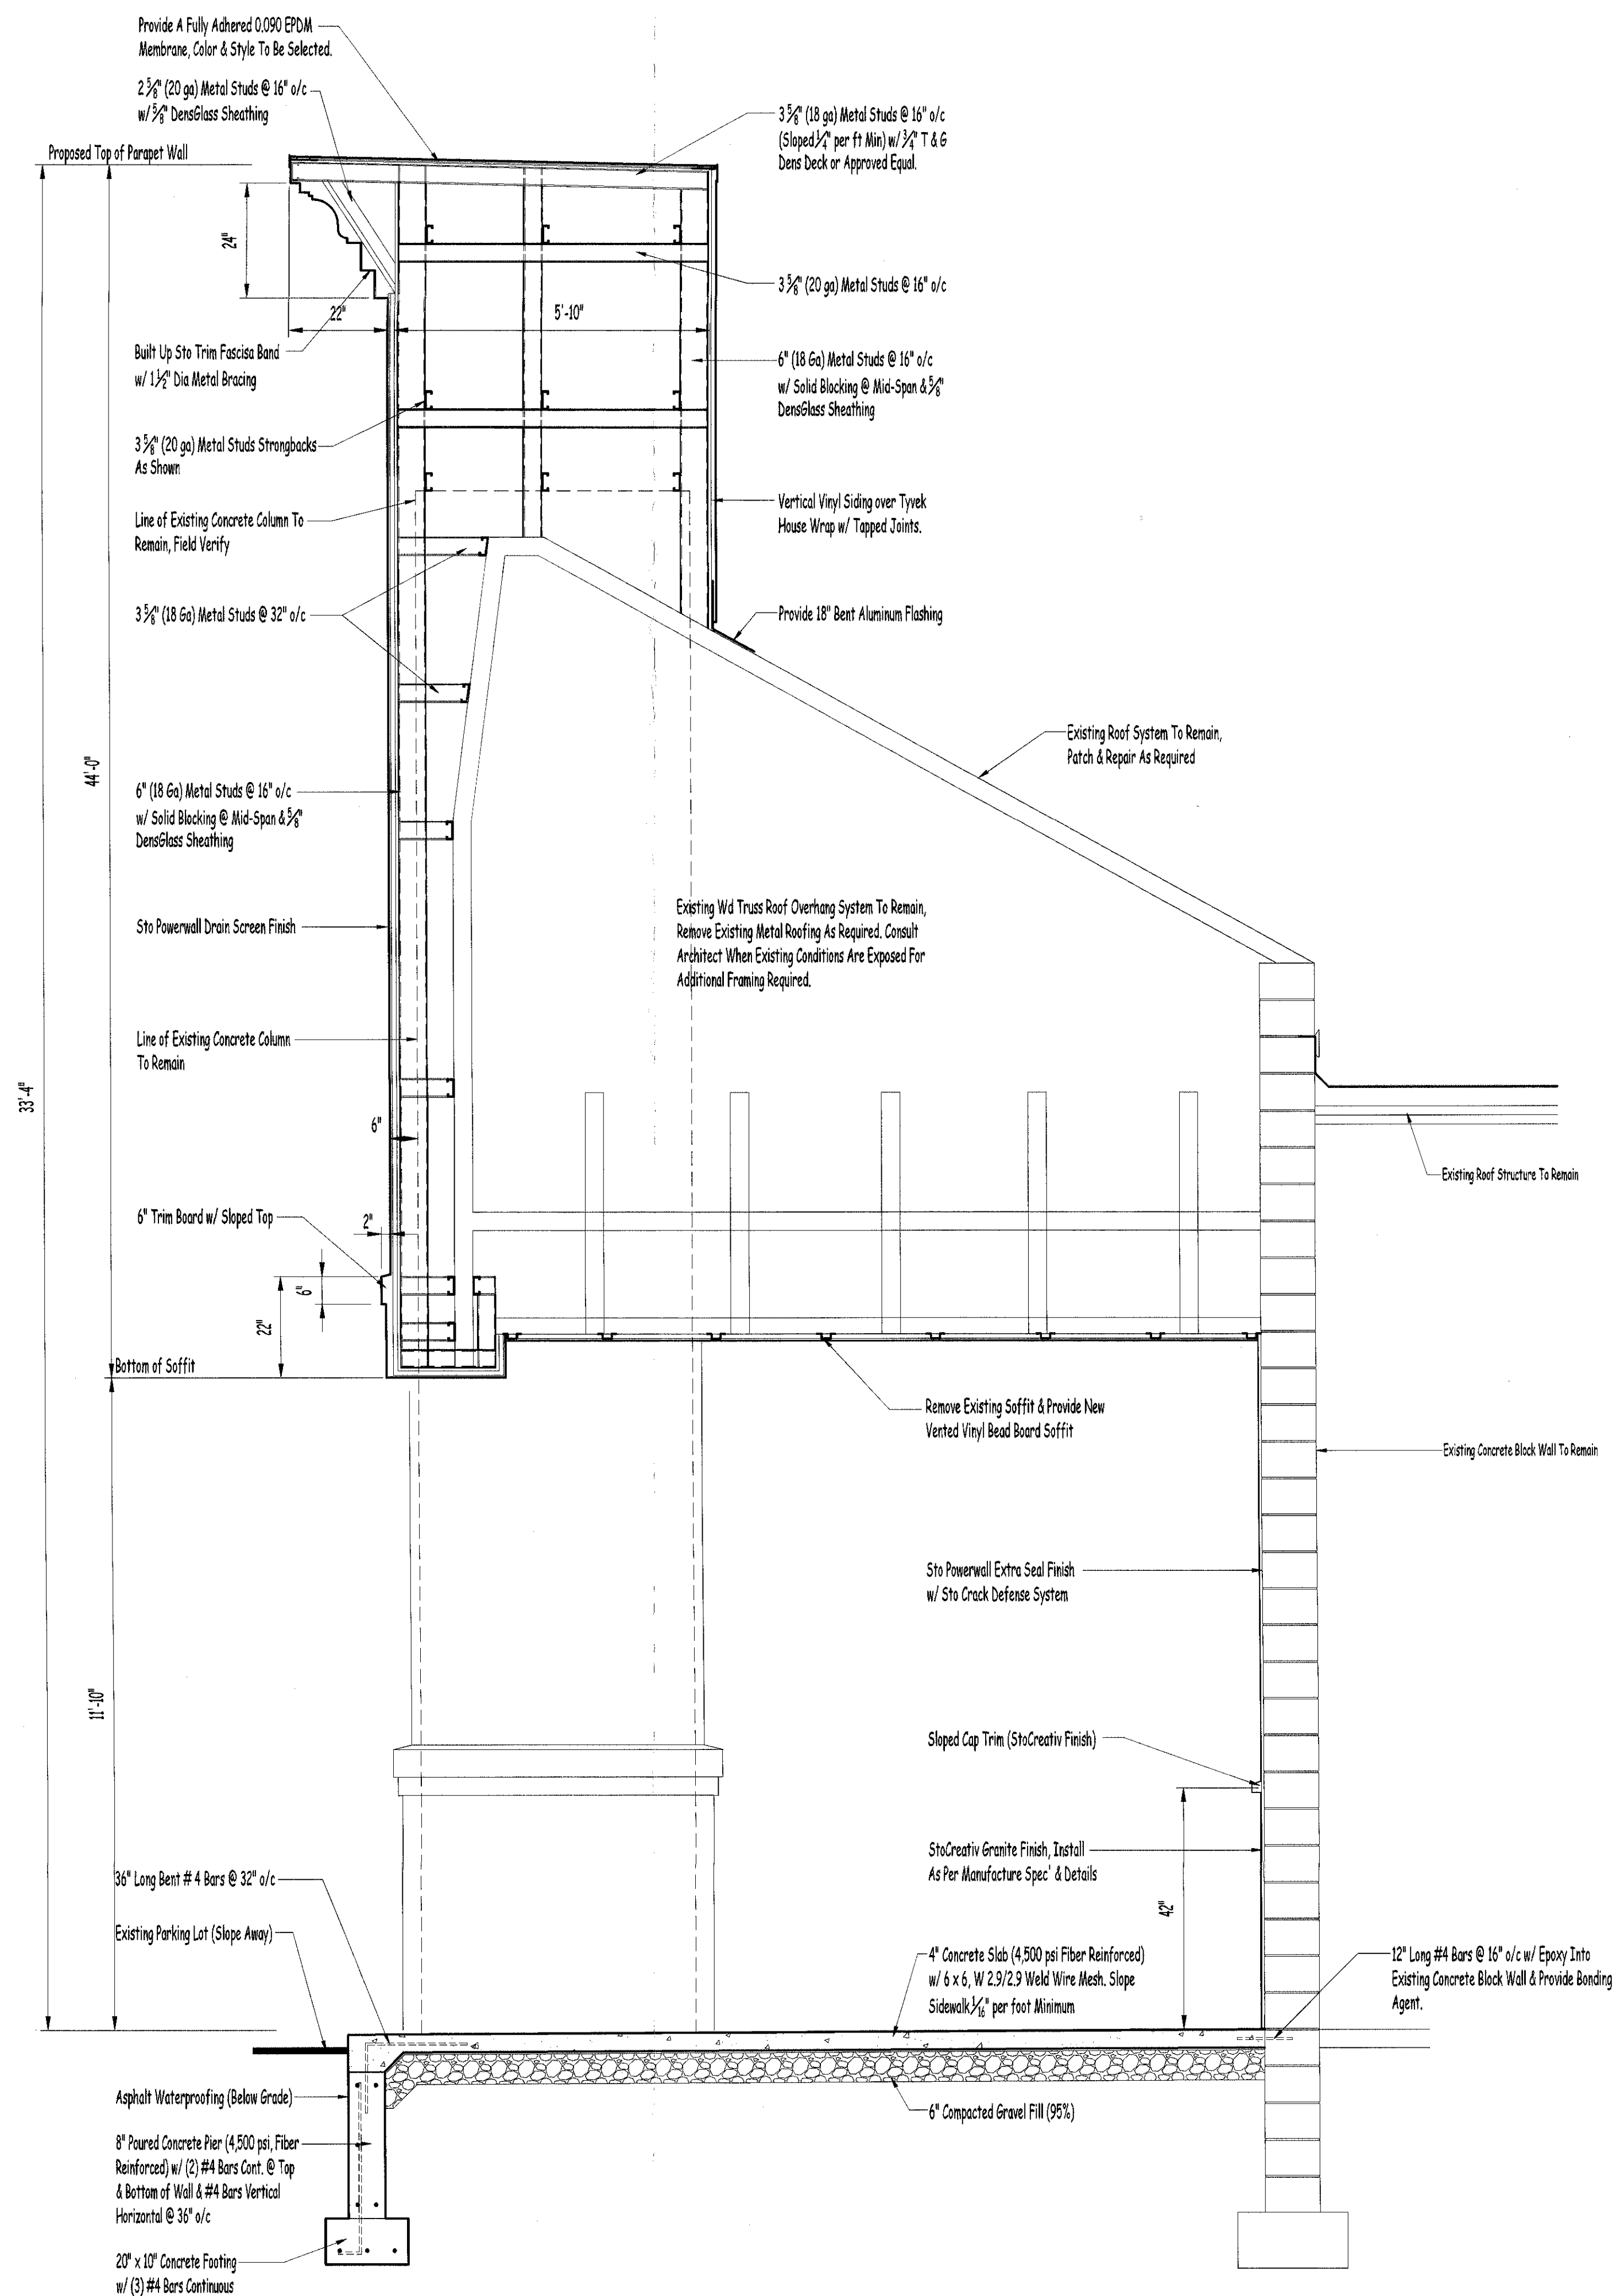 Provide A Fully Adhered 0.090 EPDM
Membrane, Color & Style To Be Selected.
2 5/8" (20 ga) Metal Studs @ 16" o/c
w/ 5/8" DensGlass Sheathing
3 5/8" (18 ga) Metal Studs @ 16" o/c
(Sloped 1/4" per ft Min) w/ 3/4" T & G
Dens Deck or Approved Equal.
Proposed Top of Parapet Wall
24"
3 5/8" (20 ga) Metal Studs @ 16" o/c
22"
5'-10"
Built Up Sto Trim Fascisa Band
w/ 1 1/2" Dia Metal Bracing
6" (18 Ga) Metal Studs @ 16" o/c
w/ Solid Blocking @ Mid-Span & 5/8"
DensGlass Sheathing
3 5/8" (20 ga) Metal Studs Strongbacks
As Shown
Vertical Vinyl Siding over Tyvek
House Wrap w/ Tapped Joints.
Line of Existing Concrete Column To
Remain, Field Verify
3 5/8" (18 Ga) Metal Studs @ 32" o/c
Provide 18" Bent Aluminum Flashing
Existing Roof System To Remain,
Patch & Repair As Required
44'-0"
6" (18 Ga) Metal Studs @ 16" o/c
w/ Solid Blocking @ Mid-Span & 5/8"
DensGlass Sheathing
Existing Wd Truss Roof Overhang System To Remain,
Remove Existing Metal Roofing As Required. Consult
Architect When Existing Conditions Are Exposed For
Additional Framing Required.
Sto Powerwall Drain Screen Finish
Line of Existing Concrete Column
To Remain
33'-4"
6"
Existing Roof Structure To Remain
6" Trim Board w/ Sloped Top
2"
6"
22"
Bottom of Soffit
Remove Existing Soffit & Provide New
Vented Vinyl Bead Board Soffit
Existing Concrete Block Wall To Remain
Sto Powerwall Extra Seal Finish
w/ Sto Crack Defense System
11'-10"
Sloped Cap Trim (StoCreativ Finish)
StoCreativ Granite Finish, Install
As Per Manufacture Spec' & Details
42"
36" Long Bent # 4 Bars @ 32" o/c
Existing Parking Lot (Slope Away)
4" Concrete Slab (4,500 psi Fiber Reinforced)
w/ 6 x 6, W 2.9/2.9 Weld Wire Mesh. Slope
Sidewalk 1/16" per foot Minimum
12" Long #4 Bars @ 16" o/c w/ Epoxy Into
Existing Concrete Block Wall & Provide Bonding
Agent.
Asphalt Waterproofing (Below Grade)
6" Compacted Gravel Fill (95%)
8" Poured Concrete Pier (4,500 psi, Fiber
Reinforced) w/ (2) #4 Bars Cont. @ Top
& Bottom of Wall & #4 Bars Vertical
Horizontal @ 36" o/c
20" x 10" Concrete Footing
w/ (3) #4 Bars Continuous